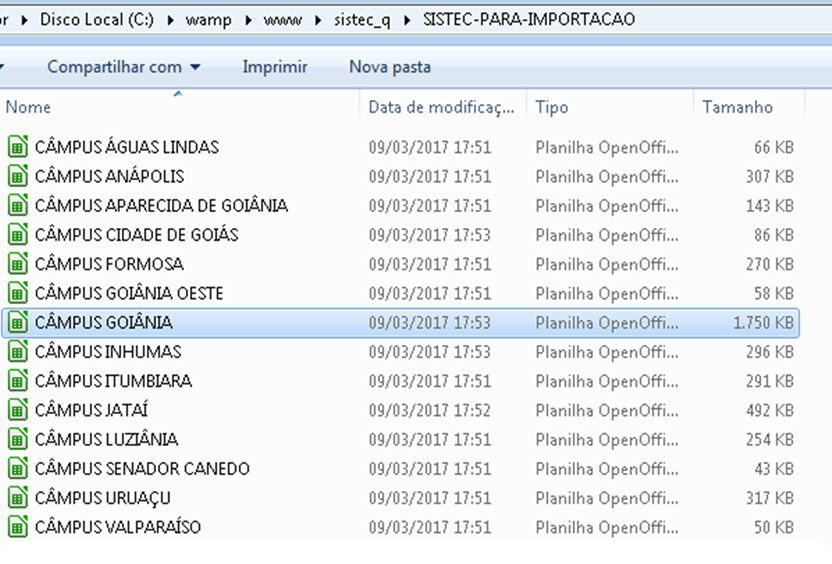 or ▸ Disco Local (C:) ▸ wamp ▸ www ▸ sistec_q ▸ SISTEC-PARA-IMPORTACAO
Compartilhar com Imprimir Nova pasta
Nome Data de modificaç... Tipo Tamanho
CÂMPUS ÁGUAS LINDAS 09/03/2017 17:51 Planilha OpenOffi... 66 KB
CÂMPUS ANÁPOLIS 09/03/2017 17:51 Planilha OpenOffi... 307 KB
CÂMPUS APARECIDA DE GOIÂNIA 09/03/2017 17:51 Planilha OpenOffi... 143 KB
CÂMPUS CIDADE DE GOIÁS 09/03/2017 17:53 Planilha OpenOffi... 86 KB
CÂMPUS FORMOSA 09/03/2017 17:51 Planilha OpenOffi... 270 KB
CÂMPUS GOIÂNIA OESTE 09/03/2017 17:51 Planilha OpenOffi... 58 KB
CÂMPUS GOIÂNIA 09/03/2017 17:53 Planilha OpenOffi... 1.750 KB
CÂMPUS INHUMAS 09/03/2017 17:53 Planilha OpenOffi... 296 KB
CÂMPUS ITUMBIARA 09/03/2017 17:51 Planilha OpenOffi... 291 KB
CÂMPUS JATAÍ 09/03/2017 17:52 Planilha OpenOffi... 492 KB
CÂMPUS LUZIÂNIA 09/03/2017 17:51 Planilha OpenOffi... 254 KB
CÂMPUS SENADOR CANEDO 09/03/2017 17:51 Planilha OpenOffi... 43 KB
CÂMPUS URUAÇU 09/03/2017 17:51 Planilha OpenOffi... 317 KB
CÂMPUS VALPARAÍSO 09/03/2017 17:51 Planilha OpenOffi... 50 KB